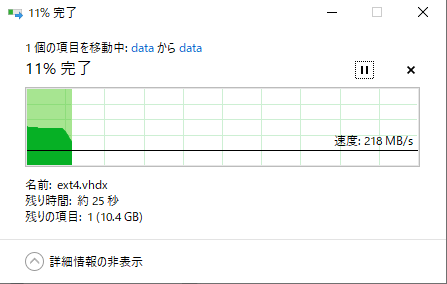 11% 完了
1 個の項目を移動中: data から data
11% 完了
速度: 218 MB/s
名前: ext4.vhdx
残り時間: 約 25 秒
残りの項目: 1 (10.4 GB)
詳細情報の非表示